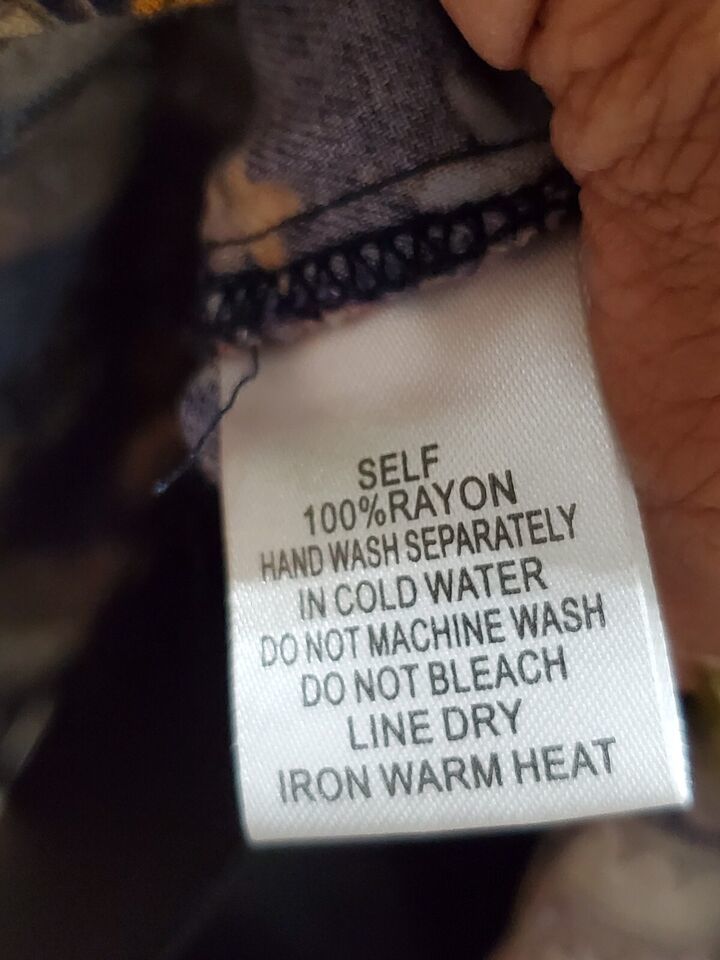 SELF
100%RAYON
HAND WASH SEPARATELY
IN COLD WATER
DO NOT MACHINE WASH
DO NOT BLEACH
LINE DRY
IRON WARM HEAT